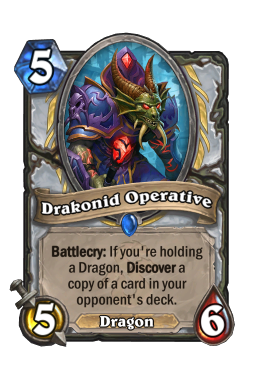 5
Drakonid Operative
Battlecry: If you're holding
a Dragon, Discover a
copy of a card in your
opponent's deck.
5 Dragon 6